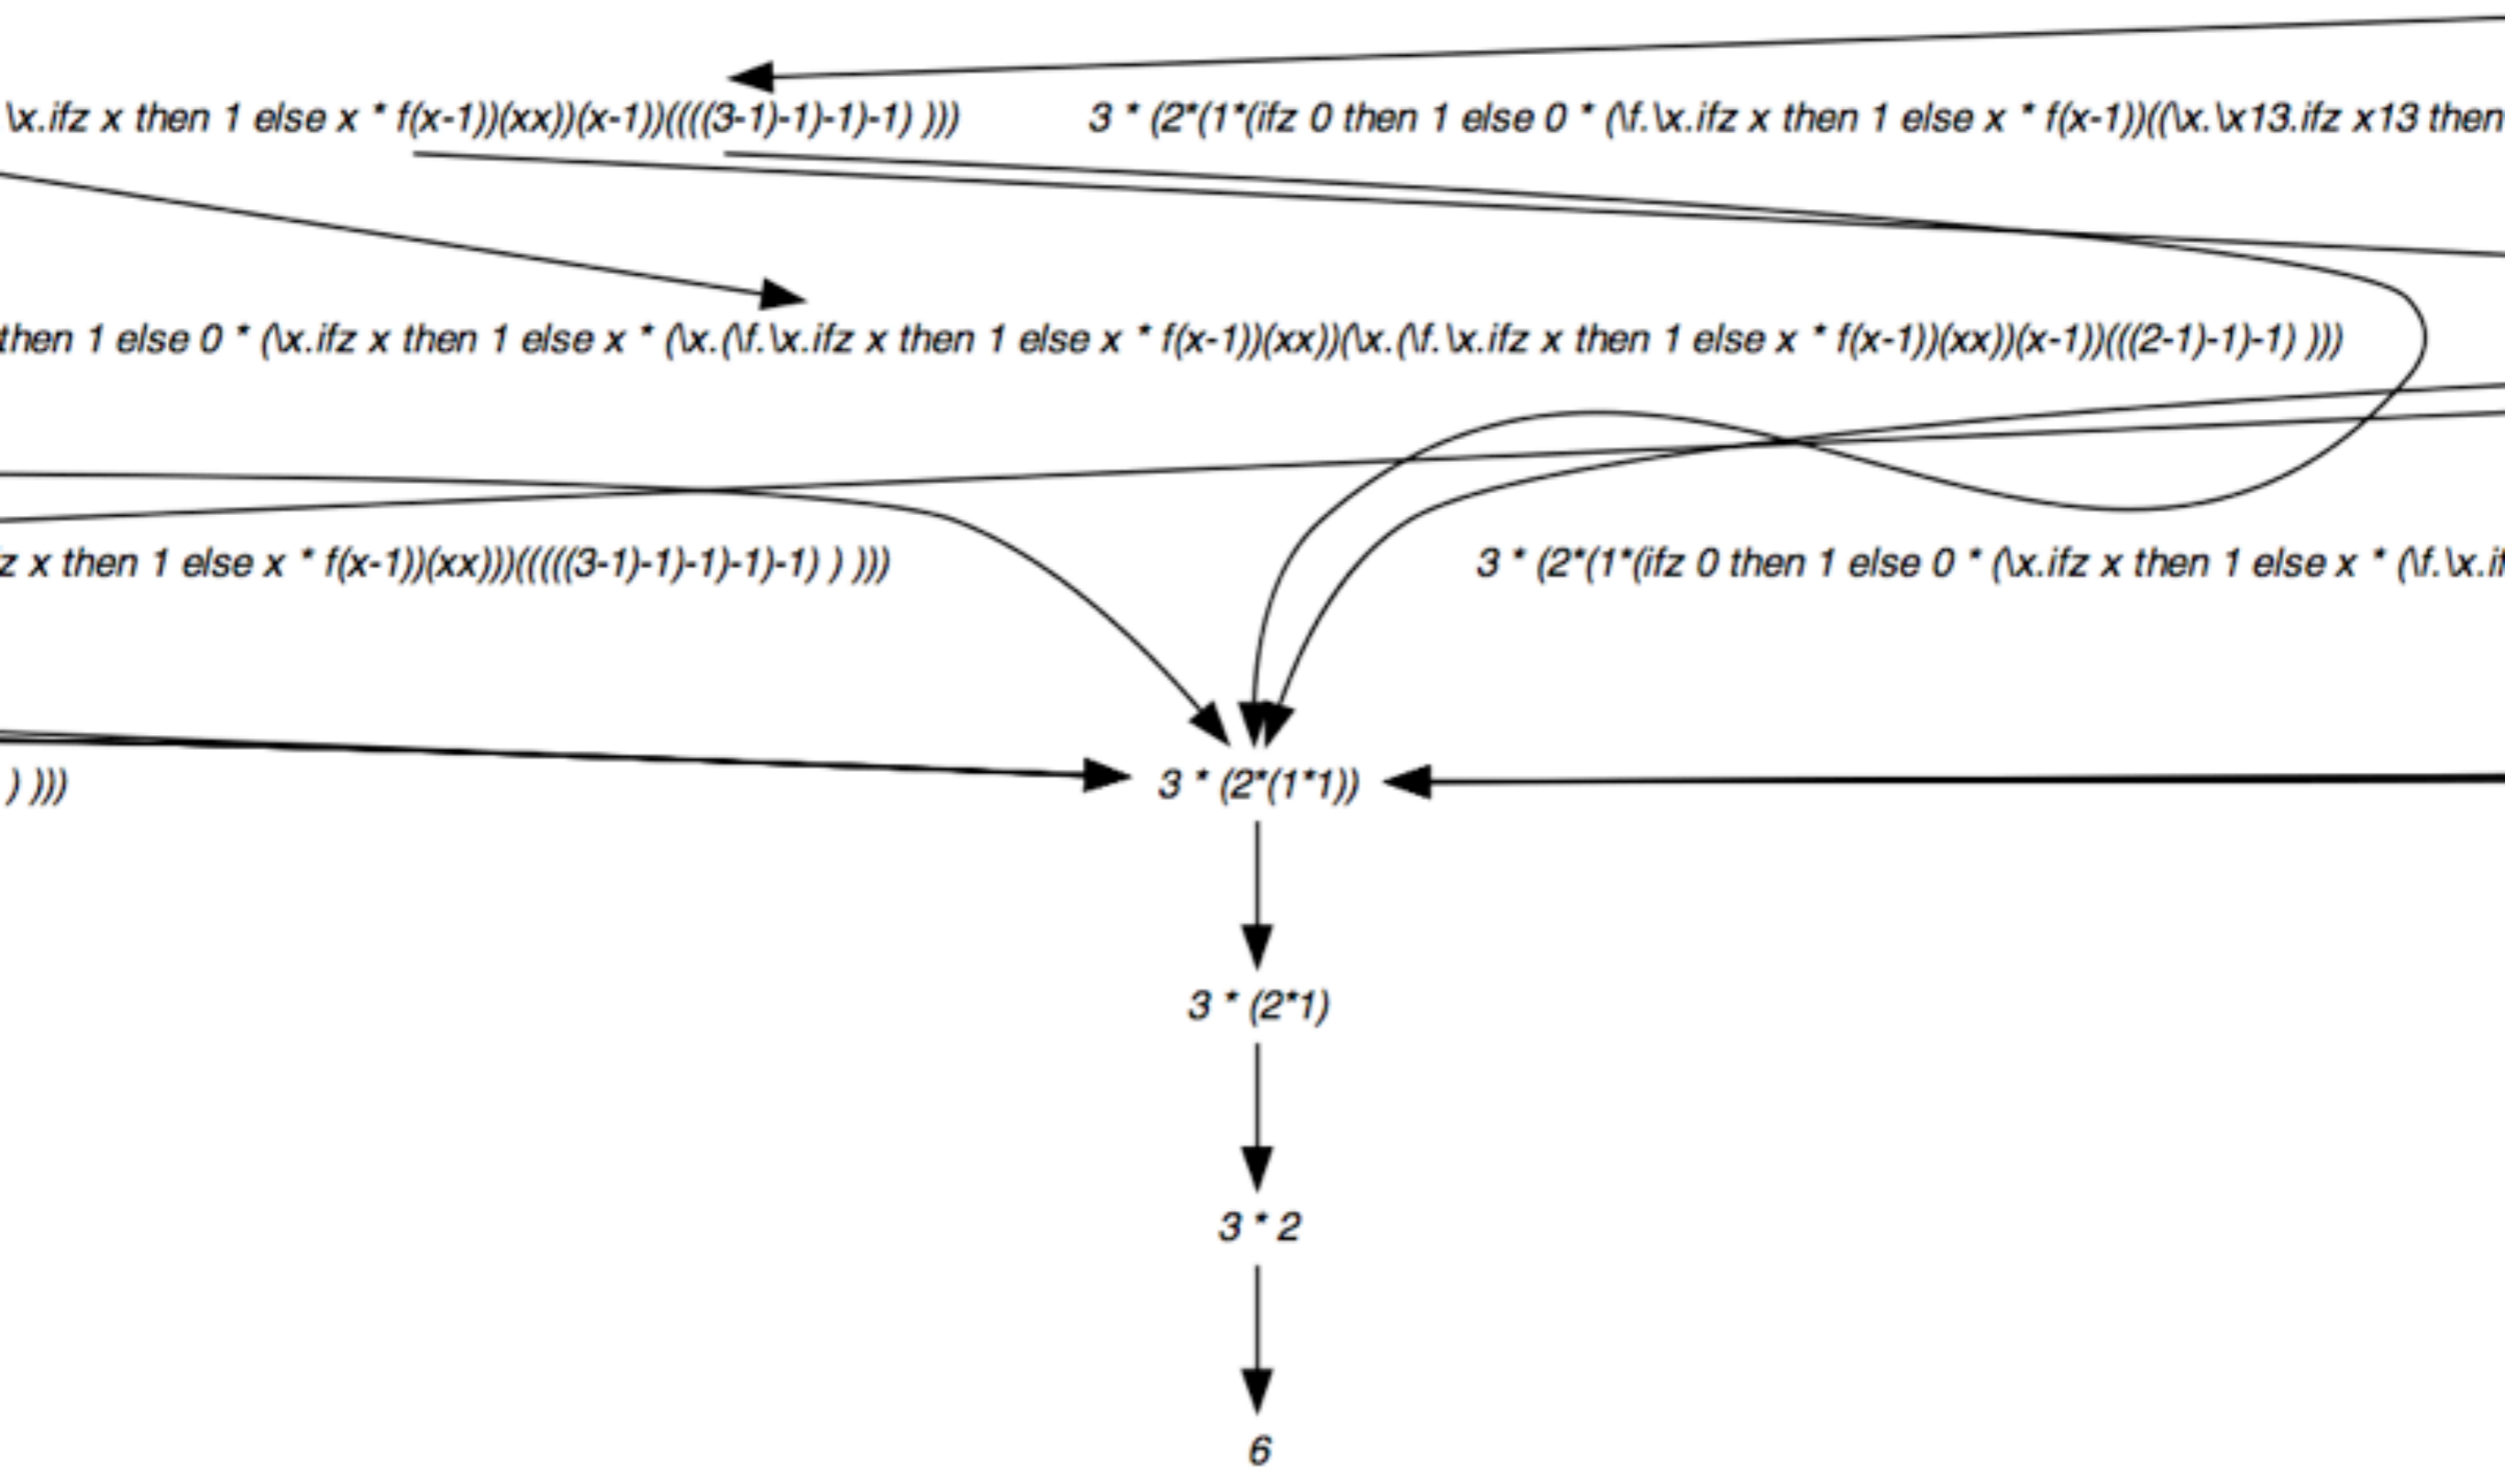 \x.ifz x then 1 else x * f(x-1))(xx))(x-1))((((3-1)-1)-1)-1) )))
3 * (2*(1*(ifz 0 then 1 else 0 * (\f.\x.ifz x then 1 else x * f(x-1))((\x.\x13.ifz x13 then
then 1 else 0 * (\x.ifz x then 1 else x * (\x.(\f.\x.ifz x then 1 else x * f(x-1))(xx))(\x.(\f.\x.ifz x then 1 else x * f(x-1))(xx))(x-1))(((2-1)-1)-1) )))
z x then 1 else x * f(x-1))(xx)))(((((3-1)-1)-1)-1)-1) ) )))
3 * (2*(1*(ifz 0 then 1 else 0 * (\x.ifz x then 1 else x * (\f.\x.if
) )))
3 * (2*(1*1))
3 * (2*1)
3 * 2
6